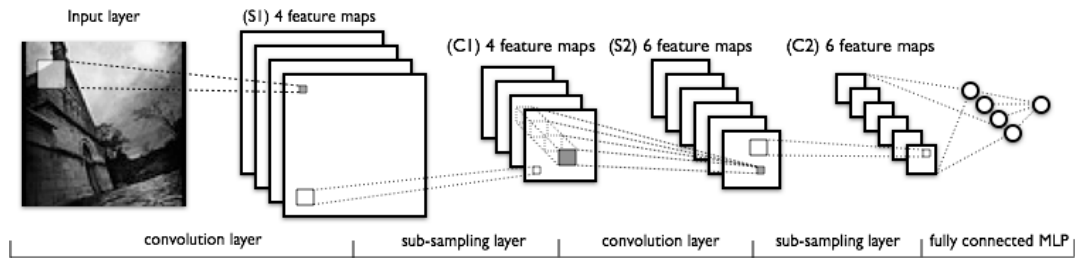 Input layer
(S1) 4 feature maps
(C1) 4 feature maps
(S2) 6 feature maps
(C2) 6 feature maps
convolution layer
sub-sampling layer
convolution layer
sub-sampling layer
fully connected MLP